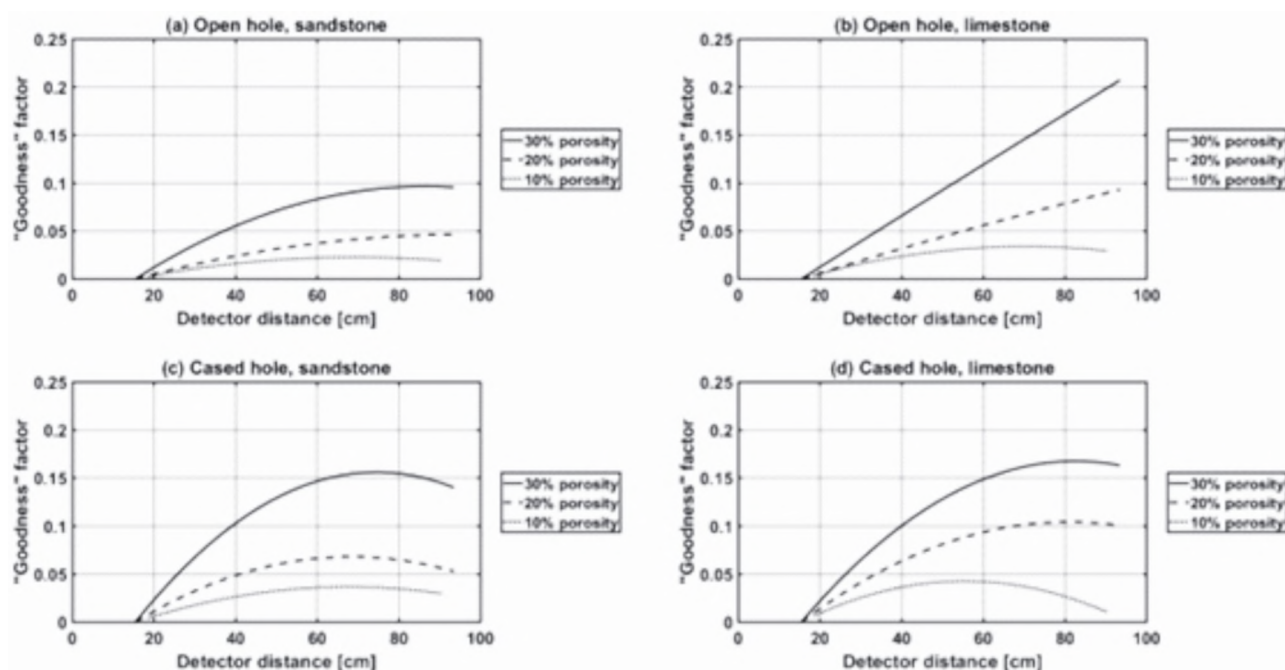 (a) Open hole, sandstone
0.25
0.2
0.15
0.1
0.05
0
"Goodness" factor
0 20 40 60 80 100
Detector distance [cm]
30% porosity
20% porosity
10% porosity
(b) Open hole, limestone
0.25
0.2
0.15
0.1
0.05
0
"Goodness" factor
0 20 40 60 80 100
Detector distance [cm]
30% porosity
20% porosity
10% porosity
(c) Cased hole, sandstone
0.25
0.2
0.15
0.1
0.05
0
"Goodness" factor
0 20 40 60 80 100
Detector distance [cm]
30% porosity
20% porosity
10% porosity
(d) Cased hole, limestone
0.25
0.2
0.15
0.1
0.05
0
"Goodness" factor
0 20 40 60 80 100
Detector distance [cm]
30% porosity
20% porosity
10% porosity